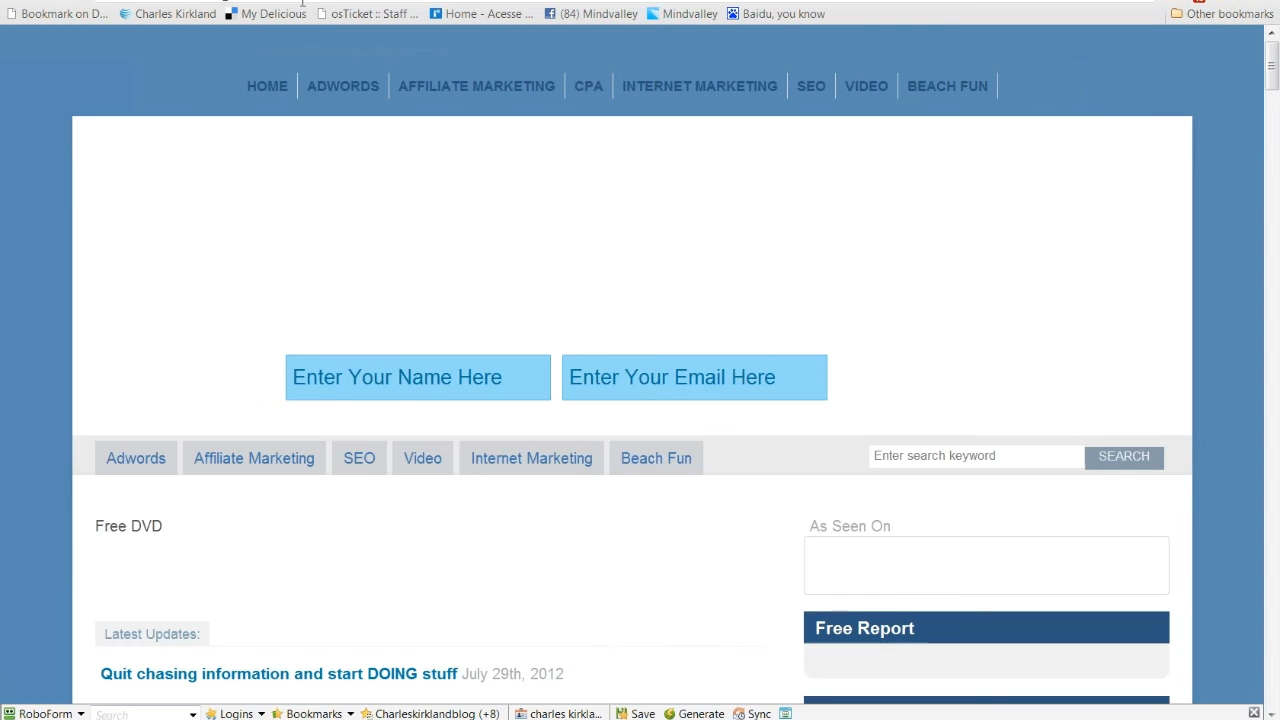 Bookmark on D... Charles Kirkland My Delicious osTicket :: Staff ... Home - Acesse ... (84) Mindvalley Mindvalley Baidu, you know Other bookmarks
HOME ADWORDS AFFILIATE MARKETING CPA INTERNET MARKETING SEO VIDEO BEACH FUN
Enter Your Name Here Enter Your Email Here
Adwords Affiliate Marketing SEO Video Internet Marketing Beach Fun Enter search keyword SEARCH
Free DVD As Seen On
Latest Updates: Free Report
Quit chasing information and start DOING stuff July 29th, 2012
RoboForm Search Logins Bookmarks Charleskirklandblog (+8) charles kirkla... Save Generate Sync